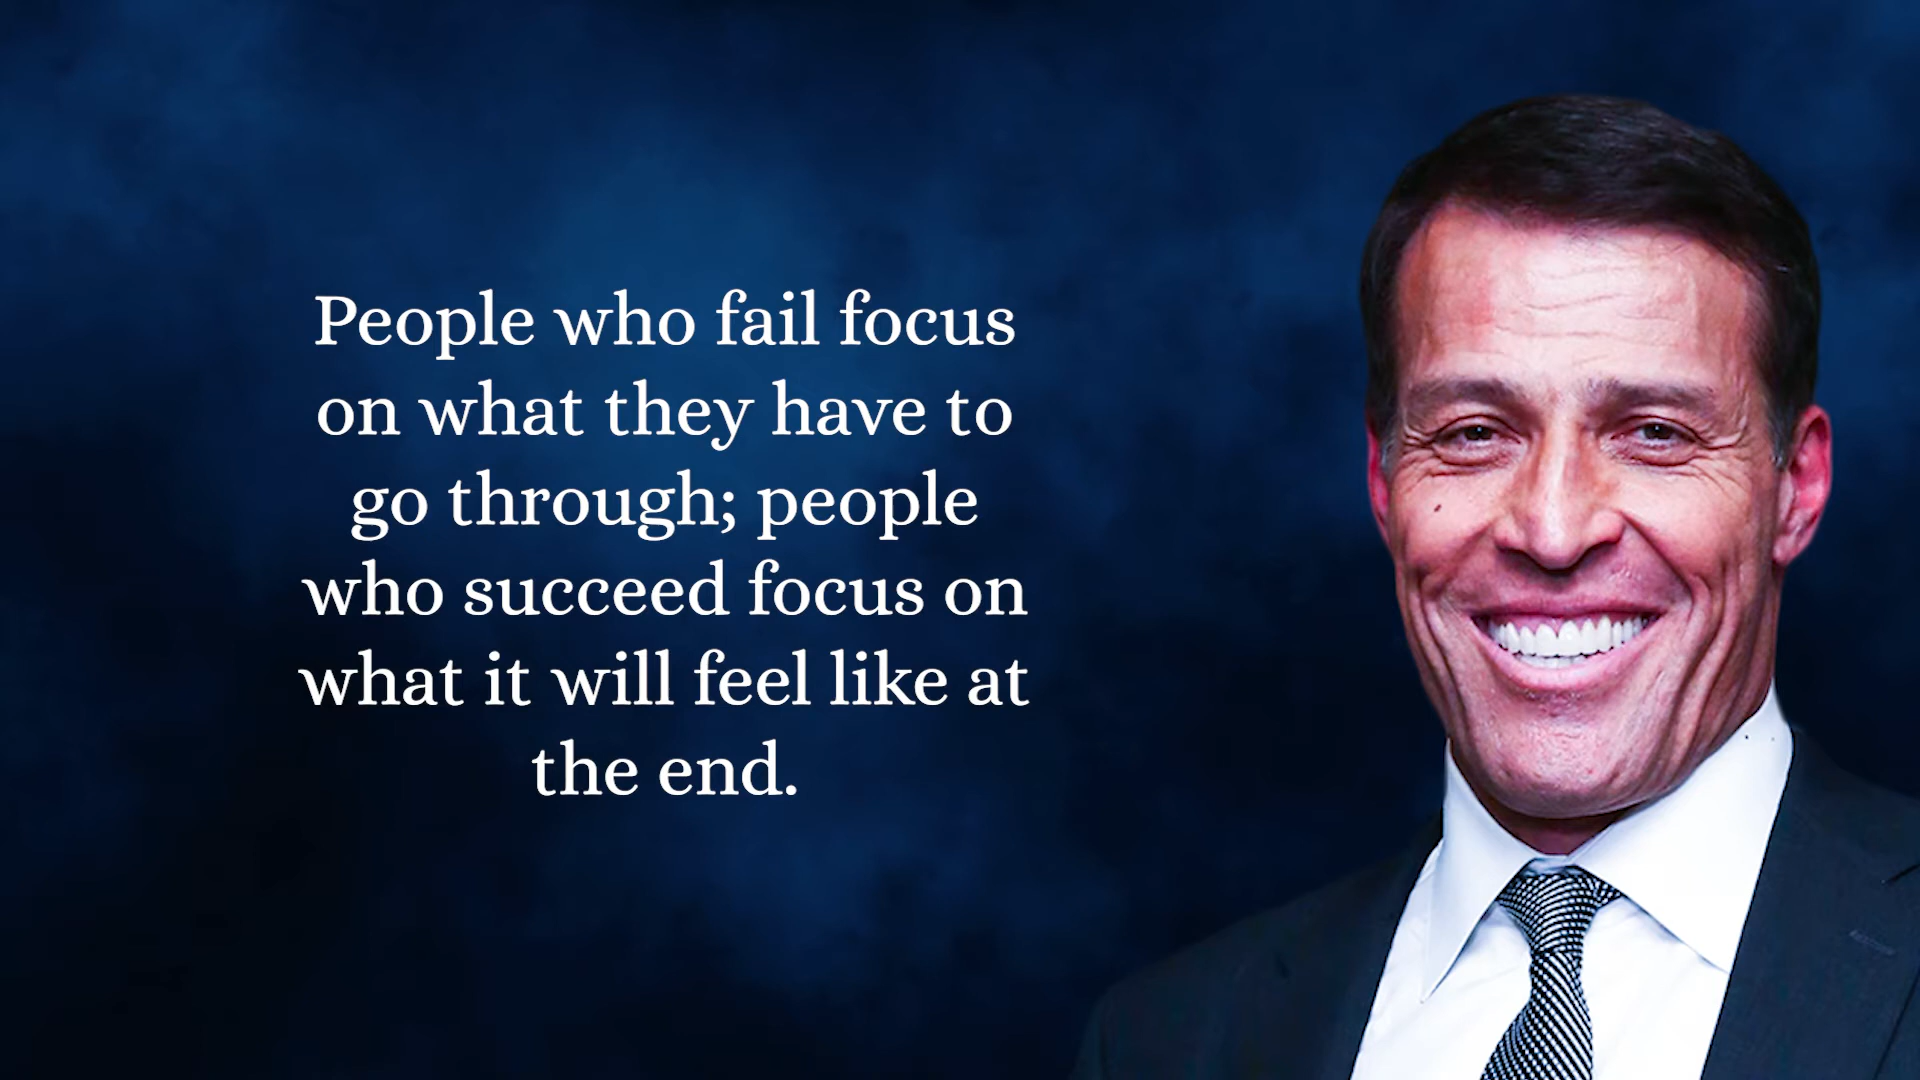 People who fail focus
on what they have to
go through; people
who succeed focus on
what it will feel like at
the end.